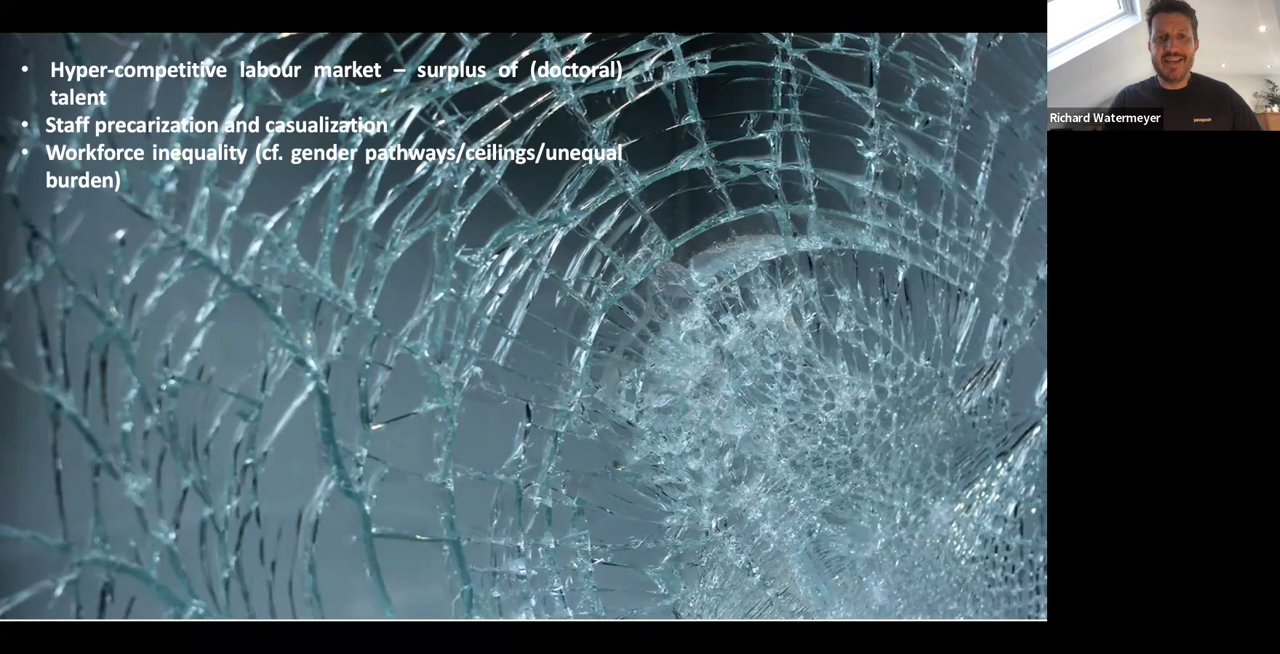 • Hyper-competitive labour market – surplus of (doctoral)
talent
• Staff precarization and casualization
• Workforce inequality (cf. gender pathways/ceilings/unequal
burden)
Richard Watermeyer